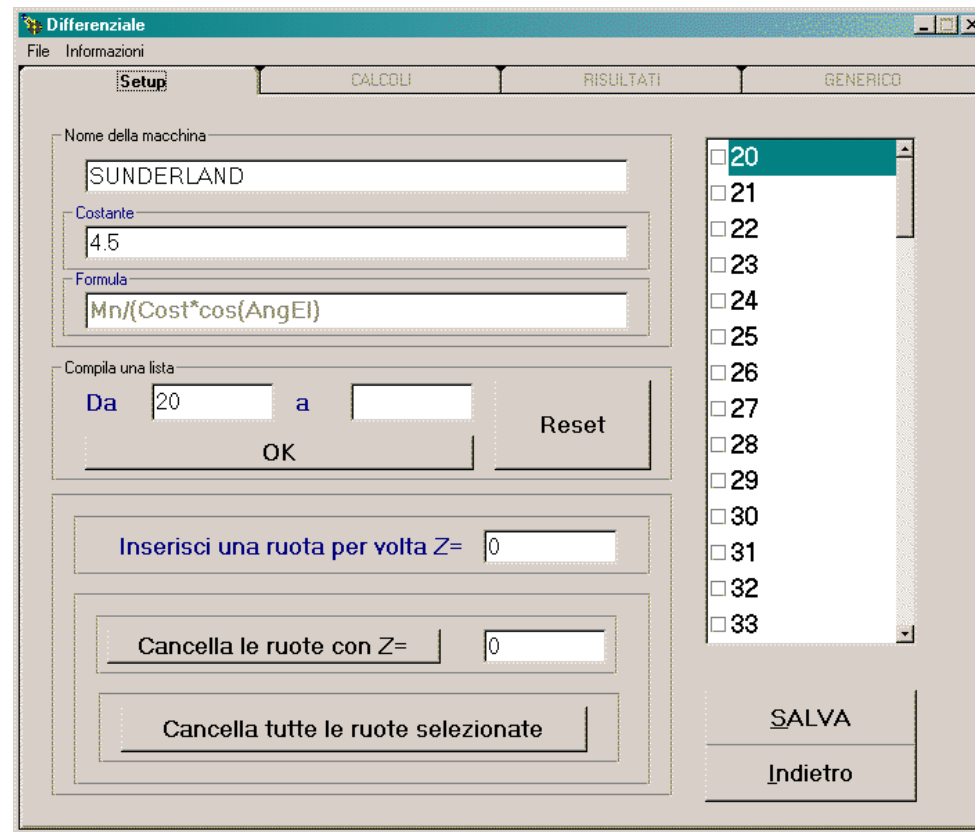 Differenziale
File Informazioni
Setup CALCOLI RISULTATI GENERICO
Nome della macchina
SUNDERLAND
Costante
4.5
Formula
Mn/(Cost*cos(AngEl)
Compila una lista
Da 20 a
OK
Reset
Inserisci una ruota per volta Z= 0
Cancella le ruote con Z= 0
Cancella tutte le ruote selezionate
20
21
22
23
24
25
26
27
28
29
30
31
32
33
SALVA
Indietro